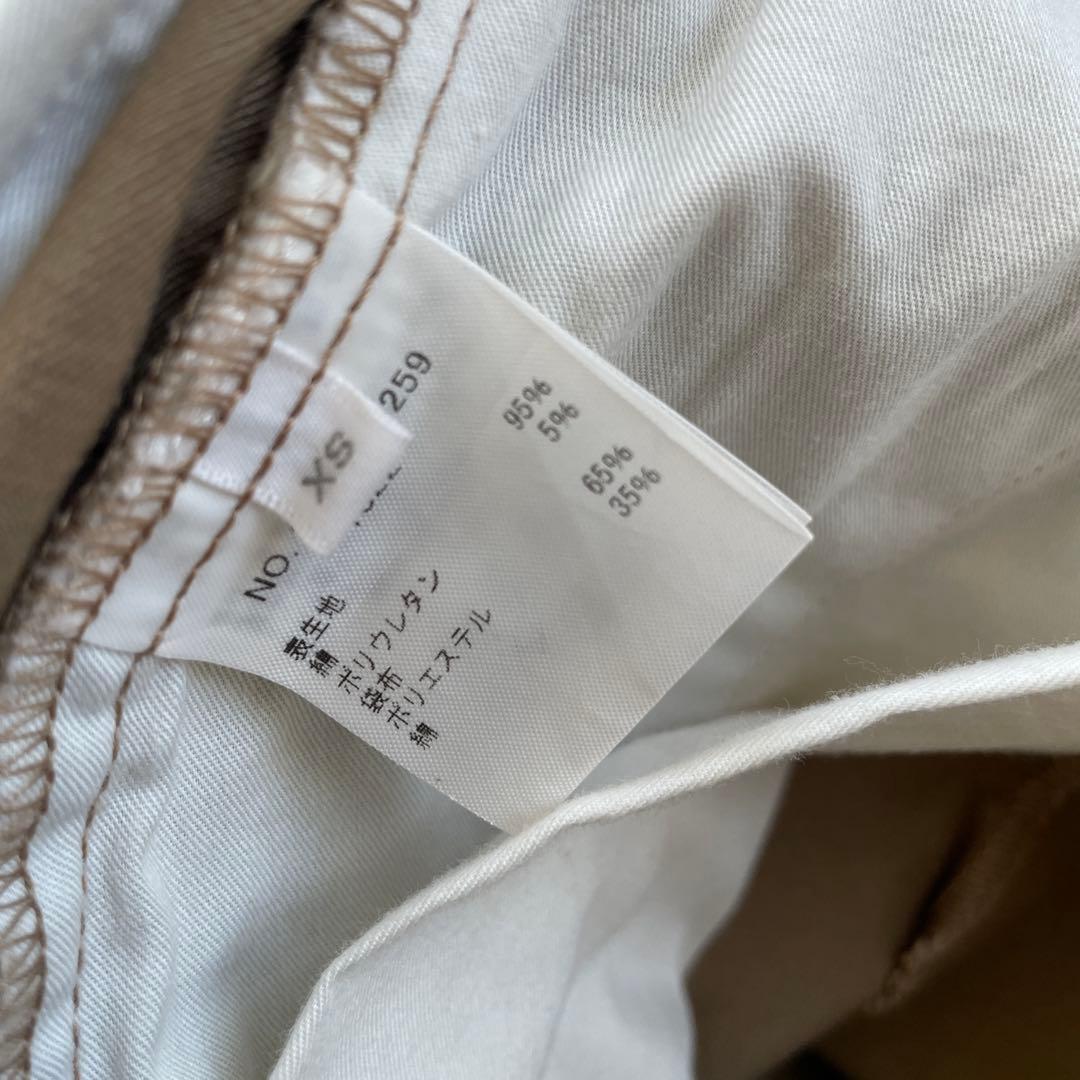 XS
NO. 259
表生地
綿 95%
ポリウレタン 5%
袋布
ポリエステル 65%
綿 35%